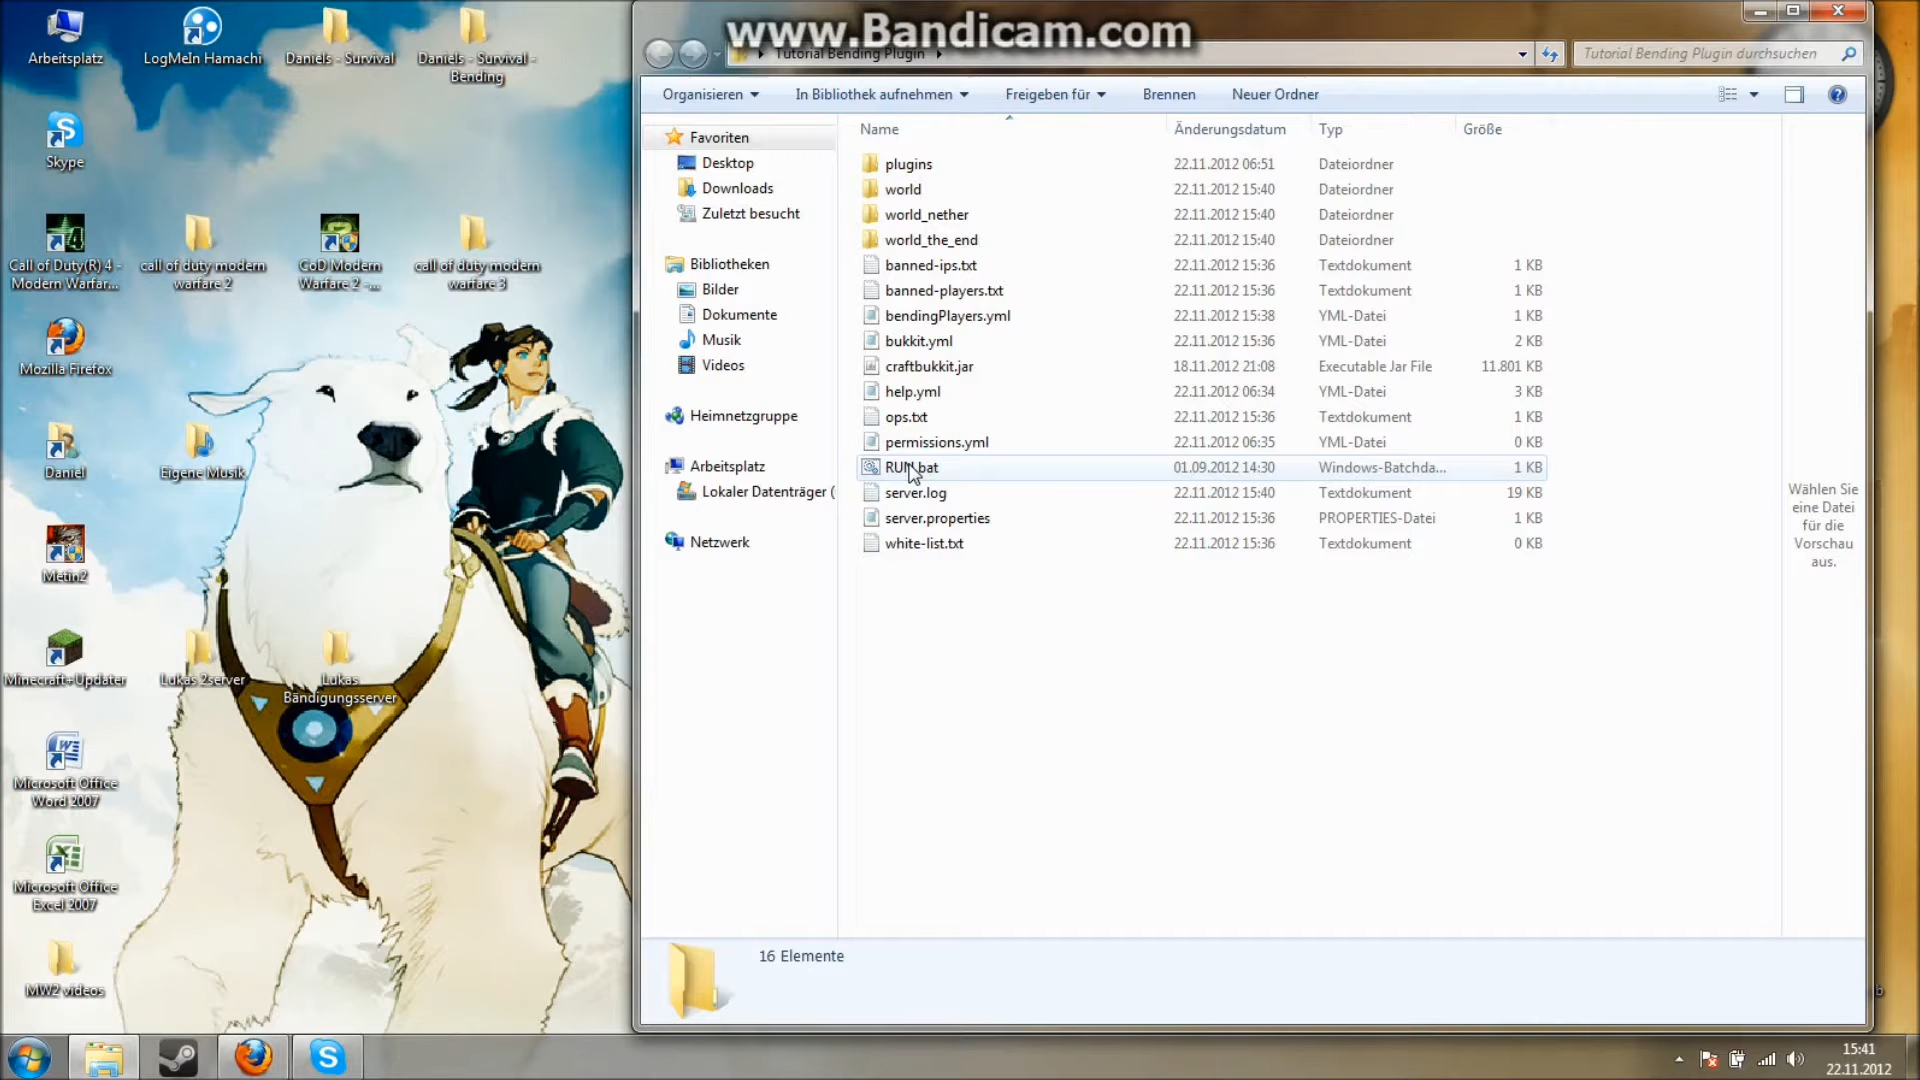 www.Bandicam.com
Tutorial Bending Plugin
Tutorial Bending Plugin durchsuchen
Organisieren
In Bibliothek aufnehmen
Freigeben für
Brennen
Neuer Ordner
Name
Änderungsdatum
Typ
Größe
Favoriten
Desktop
Downloads
Zuletzt besucht
Bibliotheken
Bilder
Dokumente
Musik
Videos
Heimnetzgruppe
Arbeitsplatz
Lokaler Datenträger (
Netzwerk
plugins 22.11.2012 06:51 Dateiordner
world 22.11.2012 15:40 Dateiordner
world_nether 22.11.2012 15:40 Dateiordner
world_the_end 22.11.2012 15:40 Dateiordner
banned-ips.txt 22.11.2012 15:36 Textdokument 1 KB
banned-players.txt 22.11.2012 15:36 Textdokument 1 KB
bendingPlayers.yml 22.11.2012 15:38 YML-Datei 1 KB
bukkit.yml 22.11.2012 15:36 YML-Datei 2 KB
craftbukkit.jar 18.11.2012 21:08 Executable Jar File 11.801 KB
help.yml 22.11.2012 06:34 YML-Datei 3 KB
ops.txt 22.11.2012 15:36 Textdokument 1 KB
permissions.yml 22.11.2012 06:35 YML-Datei 0 KB
RUN.bat 01.09.2012 14:30 Windows-Batchda... 1 KB
server.log 22.11.2012 15:40 Textdokument 19 KB
server.properties 22.11.2012 15:36 PROPERTIES-Datei 1 KB
white-list.txt 22.11.2012 15:36 Textdokument 0 KB
Wählen Sie
eine Datei
für die
Vorschau
aus.
16 Elemente
Arbeitsplatz
LogMeIn Hamachi
Daniels - Survival
Daniels - Survival -
Bending
Skype
Call of Duty(R) 4 -
Modern Warfar...
call of duty modern
warfare 2
CoD Modern
Warfare 2 -...
call of duty modern
warfare 3
Mozilla Firefox
Daniel
Eigene Musik
Metin2
Minecraft+Updater
Lukas 2server
Lukas
Bändigungsserver
Microsoft Office
Word 2007
Microsoft Office
Excel 2007
MW2 videos
15:41
22.11.2012